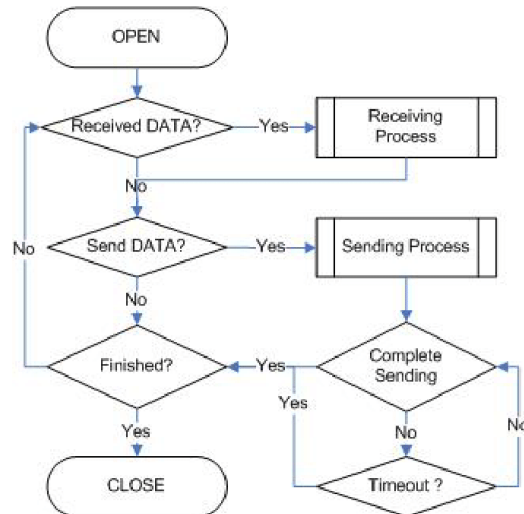 OPEN
Received DATA?
Yes
Receiving
Process
No
Send DATA?
Yes
Sending Process
No
No
Finished?
Yes
Complete
Sending
Yes
No
No
Yes
CLOSE
Timeout ?